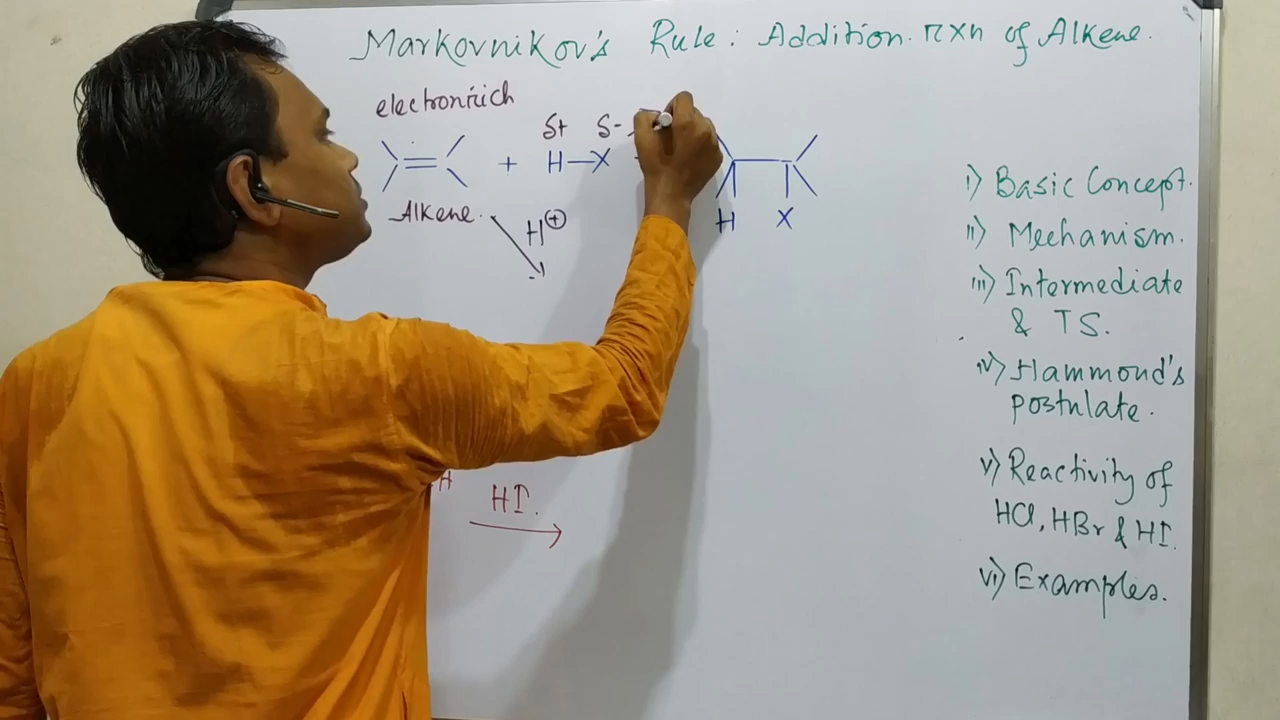 Markovnikov's Rule: Addition rxn of Alkene.
electronrich
δ+ δ-
+ H—X
Alkene.
H⊕
H X
H HI.
i) Basic Concept.
ii) Mechanism.
iii) Intermediate
& TS.
iv) Hammond's
postulate.
v) Reactivity of
HCl, HBr & HI.
vi) Examples.